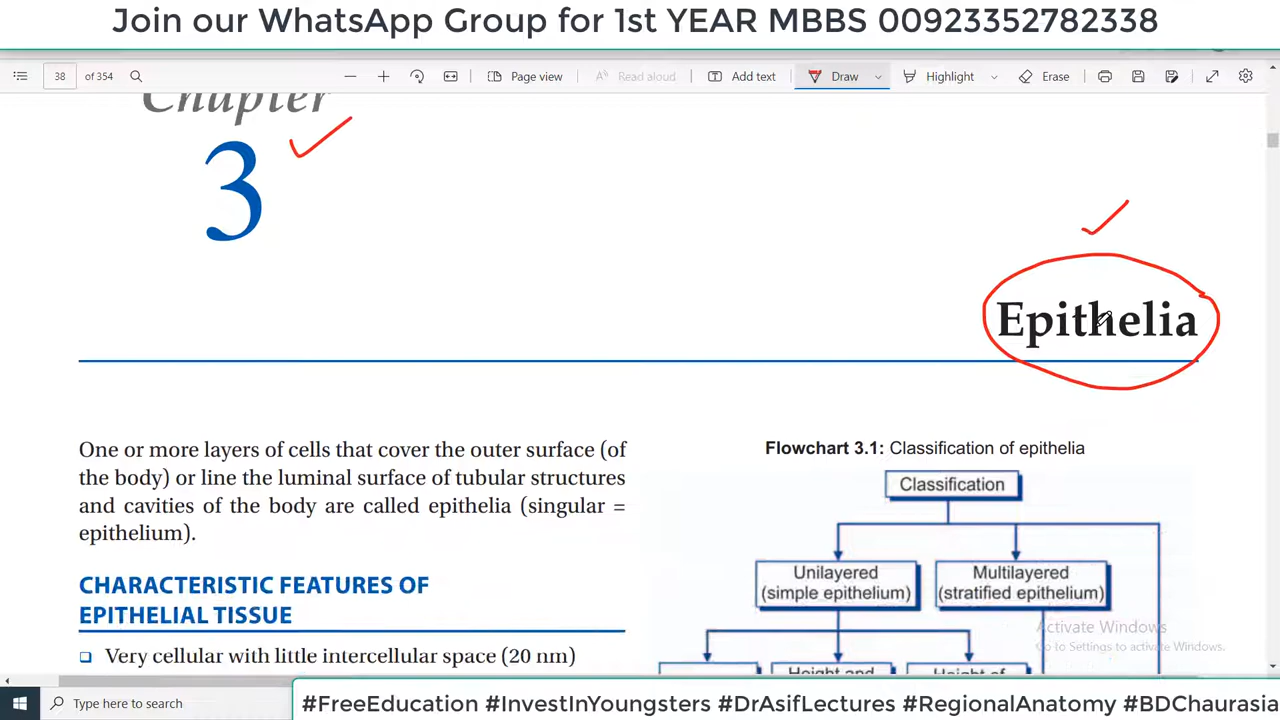 Join our WhatsApp Group for 1st YEAR MBBS 00923352782338
38 of 354 Page view Read aloud Add text Draw Highlight Erase
Chapter
3
Epithelia
One or more layers of cells that cover the outer surface (of
the body) or line the luminal surface of tubular structures
and cavities of the body are called epithelia (singular =
epithelium).
CHARACTERISTIC FEATURES OF
EPITHELIAL TISSUE
❑ Very cellular with little intercellular space (20 nm)
Flowchart 3.1: Classification of epithelia
Classification
Unilayered
(simple epithelium)
Multilayered
(stratified epithelium)
Height and
Height of
Activate Windows
Go to Settings to activate Windows.
Type here to search
#FreeEducation #InvestInYoungsters #DrAsifLectures #RegionalAnatomy #BDChaurasia